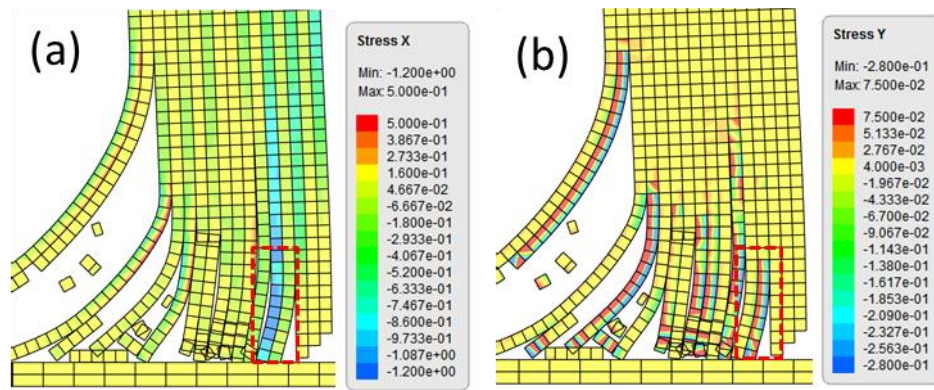 (a)
Stress X
Min: -1.200e+00
Max: 5.000e-01
5.000e-01
3.867e-01
2.733e-01
1.600e-01
4.667e-02
-6.667e-02
-1.800e-01
-2.933e-01
-4.067e-01
-5.200e-01
-6.333e-01
-7.467e-01
-8.600e-01
-9.733e-01
-1.087e+00
-1.200e+00
(b)
Stress Y
Min: -2.800e-01
Max: 7.500e-02
7.500e-02
5.133e-02
2.767e-02
4.000e-03
-1.967e-02
-4.333e-02
-6.700e-02
-9.067e-02
-1.143e-01
-1.380e-01
-1.617e-01
-1.853e-01
-2.090e-01
-2.327e-01
-2.563e-01
-2.800e-01